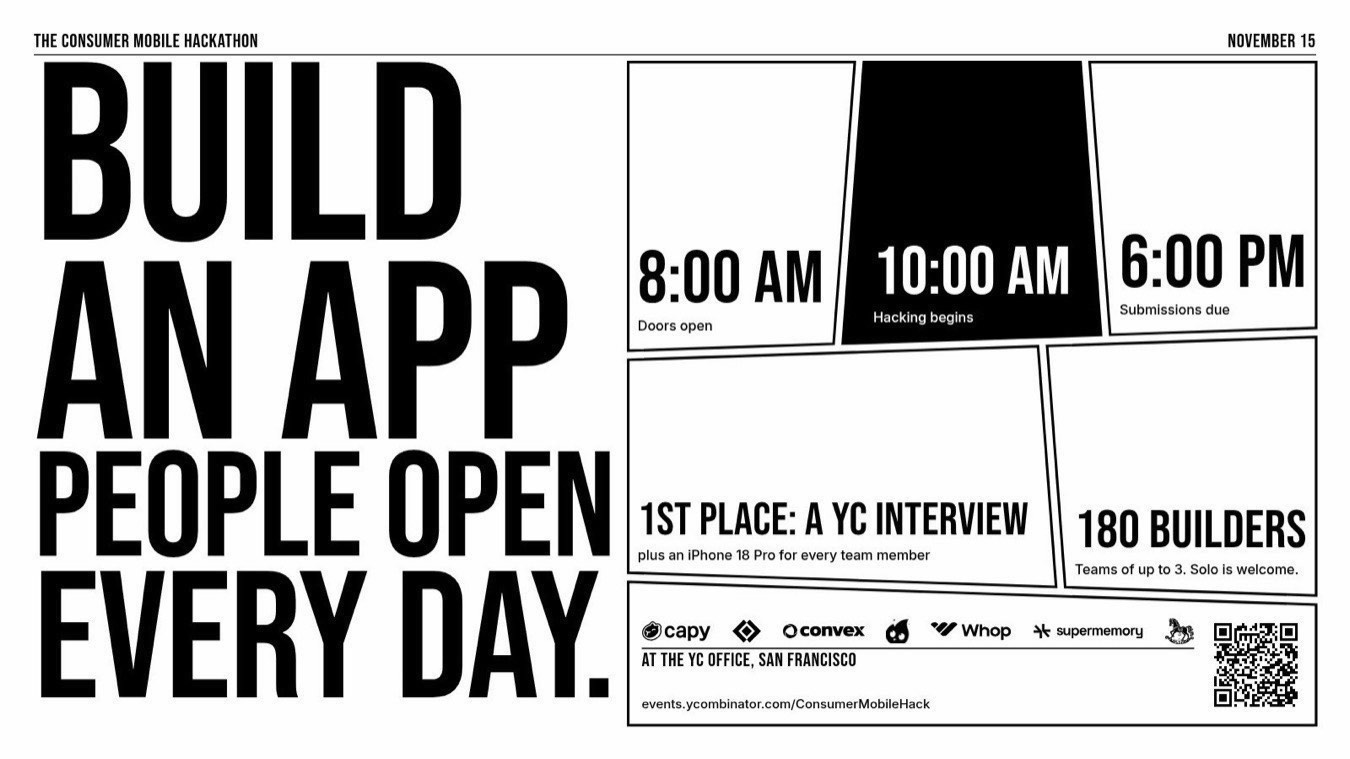 THE CONSUMER MOBILE HACKATHON
NOVEMBER 15
BUILD
AN APP
PEOPLE OPEN
EVERY DAY.
8:00 AM
Doors open
10:00 AM
Hacking begins
6:00 PM
Submissions due
1ST PLACE: A YC INTERVIEW
plus an iPhone 18 Pro for every team member
180 BUILDERS
Teams of up to 3. Solo is welcome.
capy convex Whop supermemory
AT THE YC OFFICE, SAN FRANCISCO
events.ycombinator.com/ConsumerMobileHack